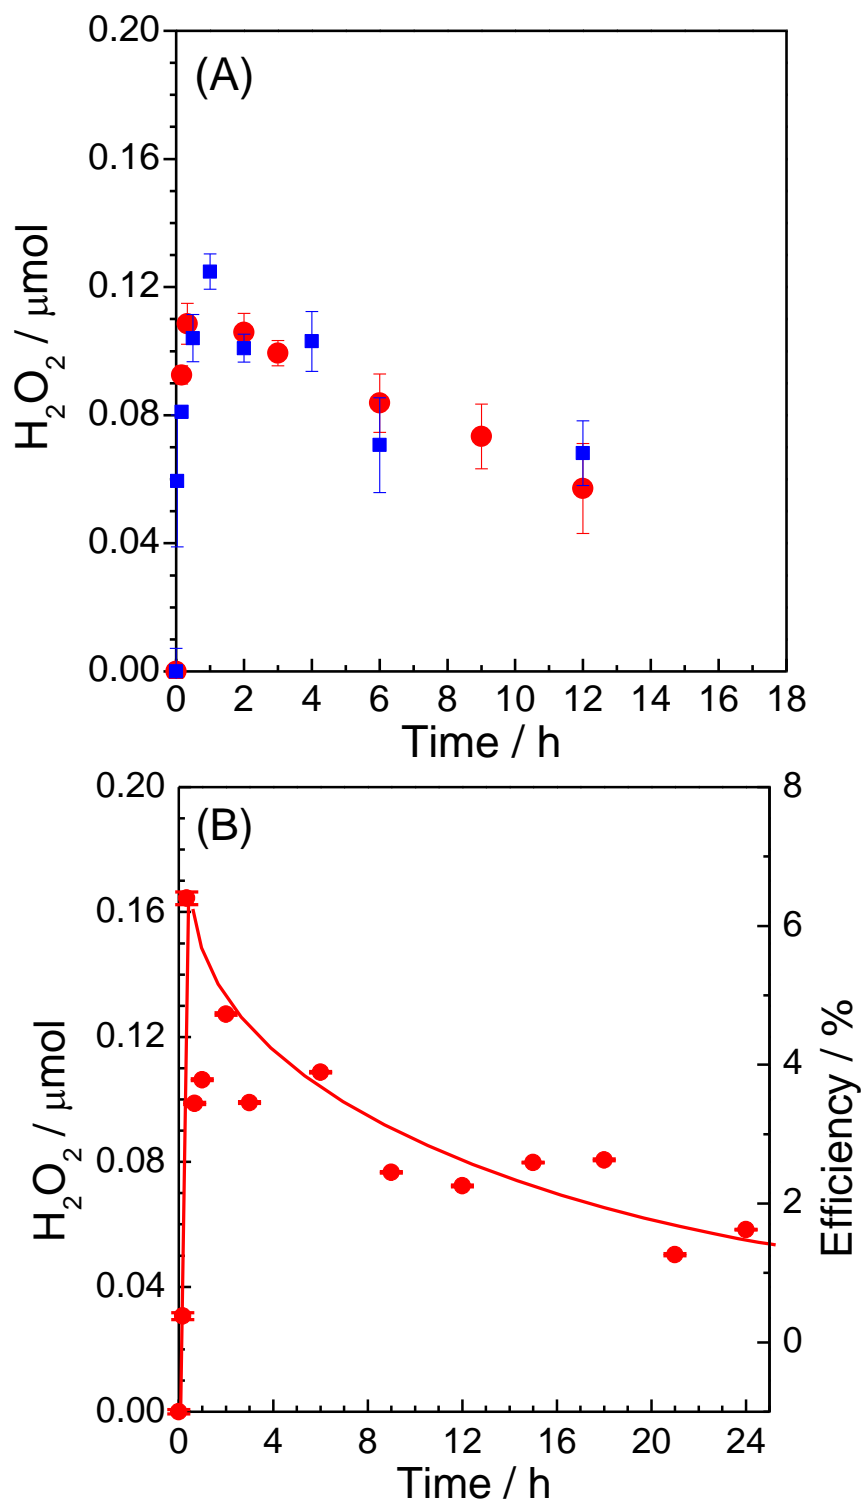 (A)
0.20
0.16
0.12
0.08
0.04
0.00
H₂O₂ / μmol
0 2 4 6 8 10 12 14 16 18
Time / h
(B)
0.20
0.16
0.12
0.08
0.04
0.00
H₂O₂ / μmol
8
6
4
2
0
Efficiency / %
0 4 8 12 16 20 24
Time / h